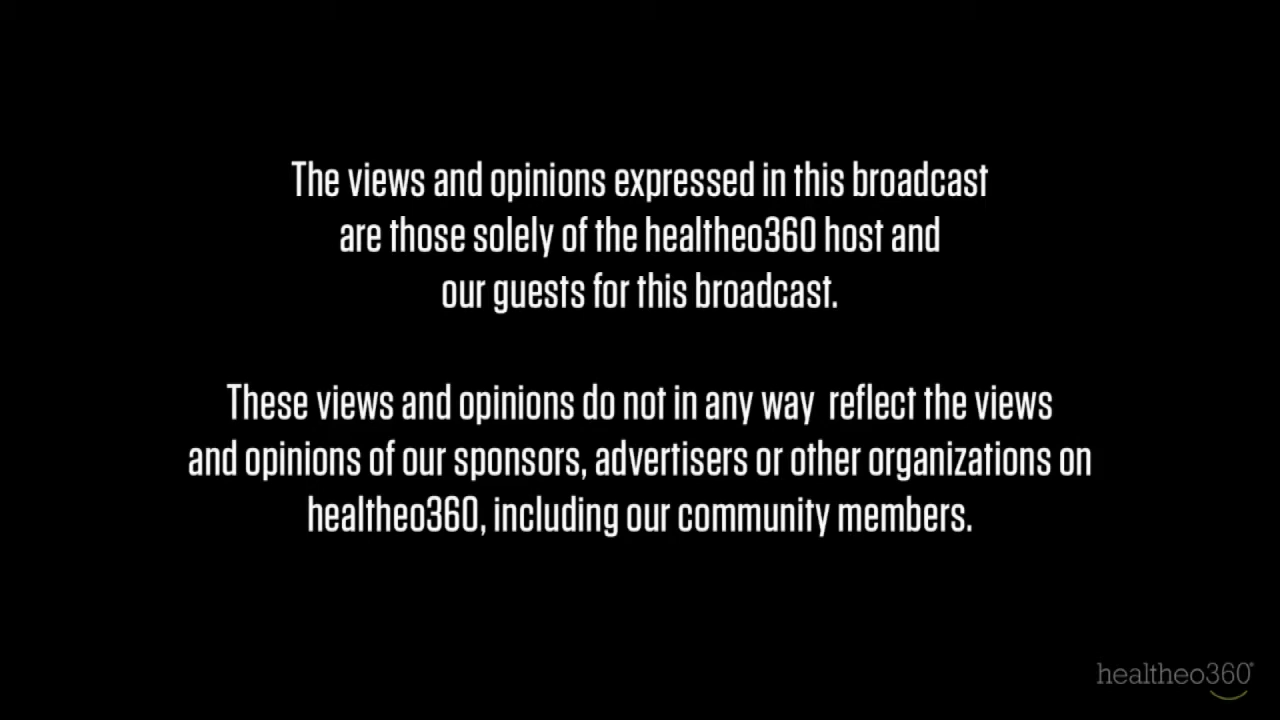 The views and opinions expressed in this broadcast
are those solely of the healtheo360 host and
our guests for this broadcast.
These views and opinions do not in any way  reflect the views
and opinions of our sponsors, advertisers or other organizations on
healtheo360, including our community members.
healtheo360®